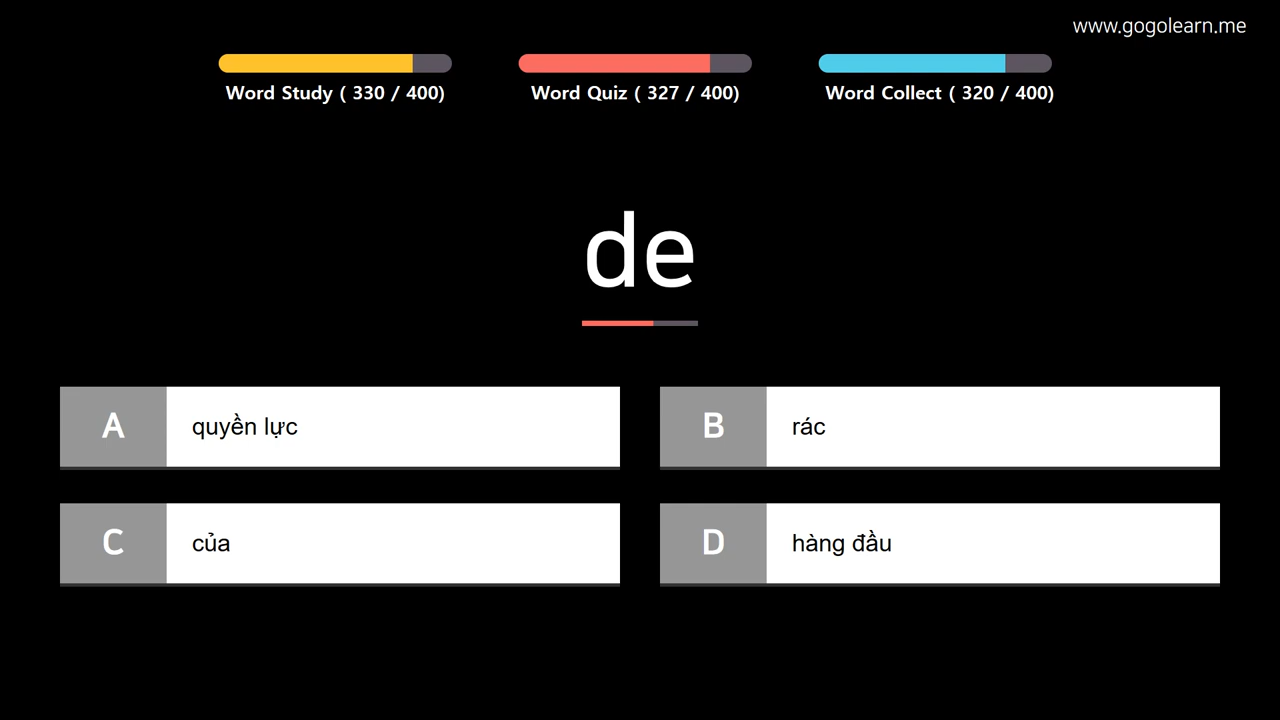 www.gogolearn.me
Word Study ( 330 / 400)
Word Quiz ( 327 / 400)
Word Collect ( 320 / 400)
de
A quyền lực
B rác
C của
D hàng đầu